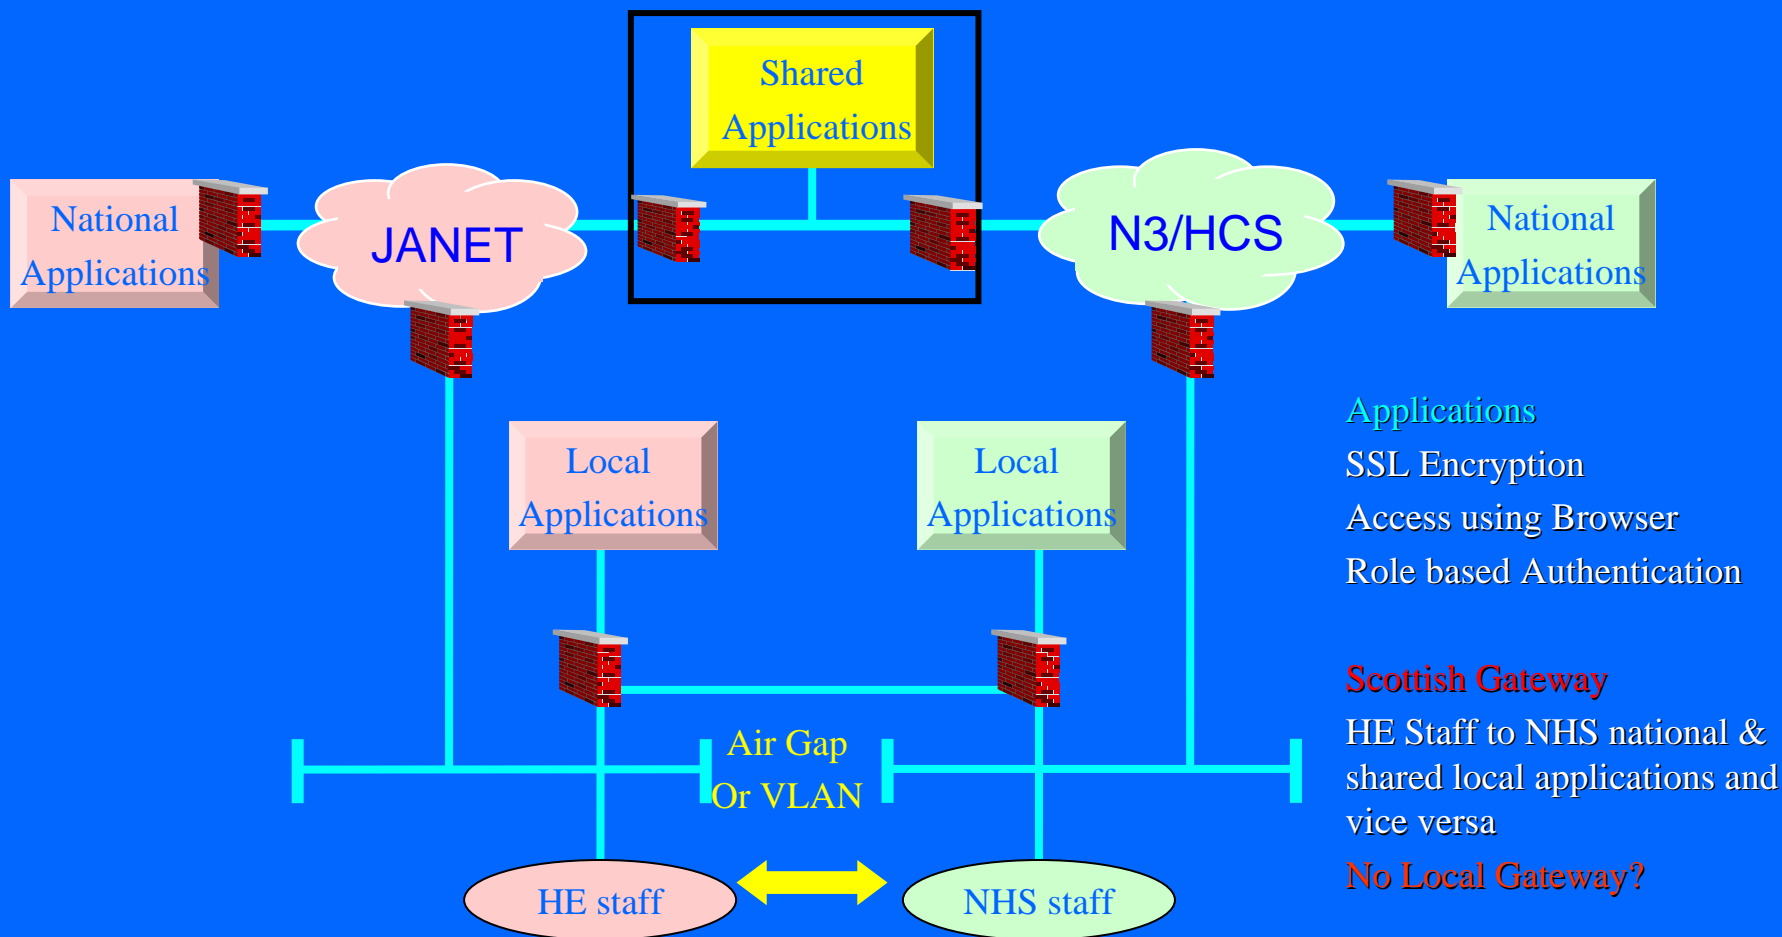 Shared
Applications
National
Applications
JANET
N3/HCS
National
Applications
Local
Applications
Local
Applications
Applications
SSL Encryption
Access using Browser
Role based Authentication
Scottish Gateway
HE Staff to NHS national &
shared local applications and
vice versa
No Local Gateway?
Air Gap
Or VLAN
HE staff
NHS staff